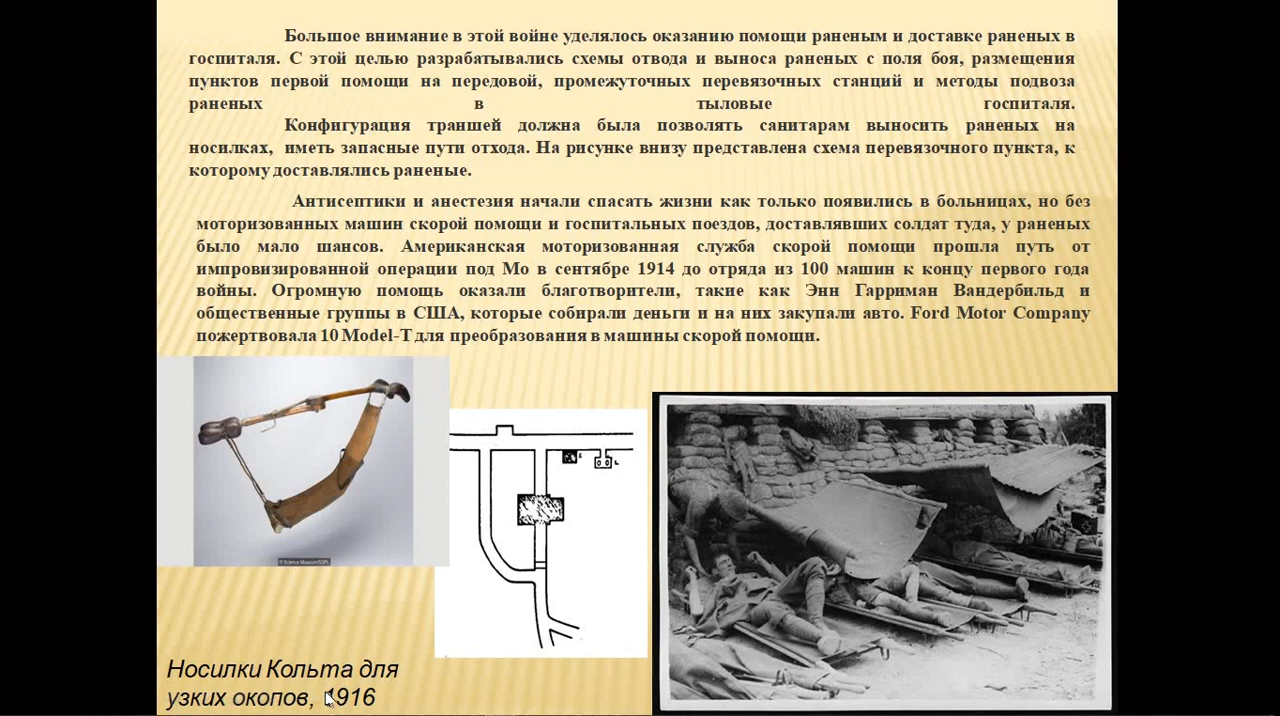 Большое внимание в этой войне уделялось оказанию помощи раненым и доставке раненых в
госпиталя. С этой целью разрабатывались схемы отвода и выноса раненых с поля боя, размещения
пунктов первой помощи на передовой, промежуточных перевязочных станций и методы подвоза
раненых в тыловые госпиталя.
Конфигурация траншей должна была позволять санитарам выносить раненых на
носилках, иметь запасные пути отхода. На рисунке внизу представлена схема перевязочного пункта, к
которому доставлялись раненые.
Антисептики и анестезия начали спасать жизни как только появились в больницах, но без
моторизованных машин скорой помощи и госпитальных поездов, доставлявших солдат туда, у раненых
было мало шансов. Американская моторизованная служба скорой помощи прошла путь от
импровизированной операции под Мо в сентябре 1914 до отряда из 100 машин к концу первого года
войны. Огромную помощь оказали благотворители, такие как Энн Гарриман Вандербильд и
общественные группы в США, которые собирали деньги и на них закупали авто. Ford Motor Company
пожертвовала 10 Model-T для преобразования в машины скорой помощи.
© Science Museum/SSPL
Носилки Кольта для
узких окопов, 1916